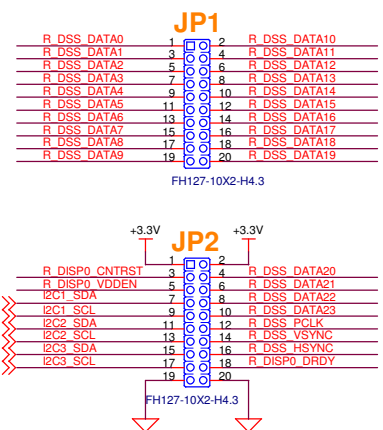 JP1
R_DSS_DATA0 1 2 R_DSS_DATA10
R_DSS_DATA1 3 4 R_DSS_DATA11
R_DSS_DATA2 5 6 R_DSS_DATA12
R_DSS_DATA3 7 8 R_DSS_DATA13
R_DSS_DATA4 9 10 R_DSS_DATA14
R_DSS_DATA5 11 12 R_DSS_DATA15
R_DSS_DATA6 13 14 R_DSS_DATA16
R_DSS_DATA7 15 16 R_DSS_DATA17
R_DSS_DATA8 17 18 R_DSS_DATA18
R_DSS_DATA9 19 20 R_DSS_DATA19
FH127-10X2-H4.3
+3.3V +3.3V
JP2
1 2
R_DISP0_CNTRST 3 4 R_DSS_DATA20
R_DISP0_VDDEN 5 6 R_DSS_DATA21
I2C1_SDA 7 8 R_DSS_DATA22
I2C1_SCL 9 10 R_DSS_DATA23
I2C2_SDA 11 12 R_DSS_PCLK
I2C2_SCL 13 14 R_DSS_VSYNC
I2C3_SDA 15 16 R_DSS_HSYNC
I2C3_SCL 17 18 R_DISP0_DRDY
19 20
FH127-10X2-H4.3